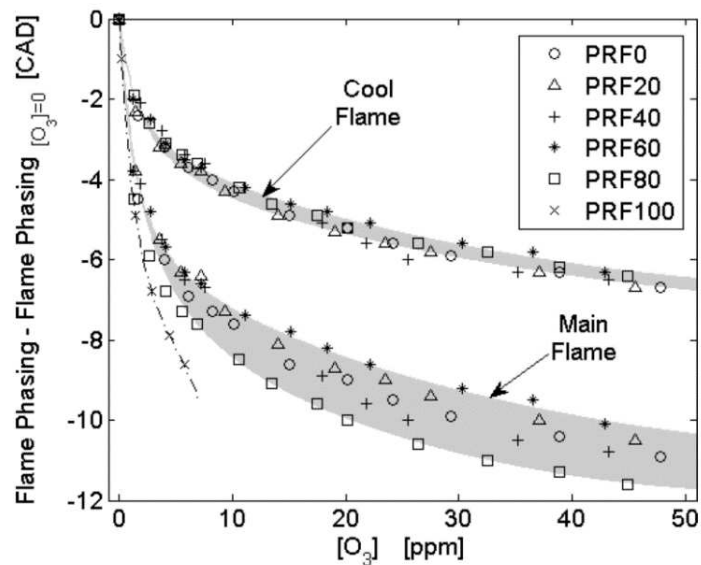 Flame Phasing - Flame Phasing [O3]=0 [CAD]
0
-2
-4
-6
-8
-10
-12
Cool
Flame
Main
Flame
PRF0
PRF20
PRF40
PRF60
PRF80
PRF100
0
10
20
30
40
50
[O3] [ppm]